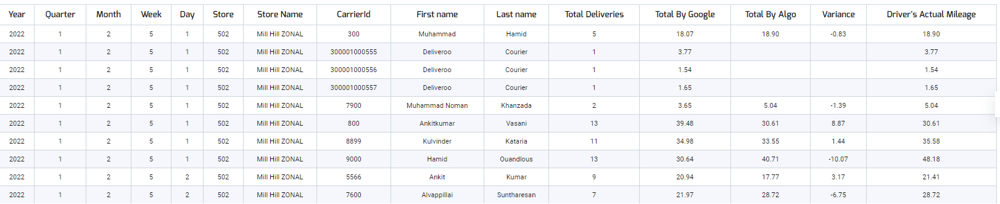 Year Quarter Month Week Day Store Store Name CarrierId First name Last name Total Deliveries Total By Google Total By Algo Variance Driver's Actual Mileage
2022 1 2 5 1 502 Mill Hill ZONAL 300 Muhammad Hamid 5 18.07 18.90 -0.83 18.90
2022 1 2 5 1 502 Mill Hill ZONAL 300001000555 Deliveroo Courier 1 3.77 3.77
2022 1 2 5 1 502 Mill Hill ZONAL 300001000556 Deliveroo Courier 1 1.54 1.54
2022 1 2 5 1 502 Mill Hill ZONAL 300001000557 Deliveroo Courier 1 1.65 1.65
2022 1 2 5 1 502 Mill Hill ZONAL 7900 Muhammad Noman Khanzada 2 3.65 5.04 -1.39 5.04
2022 1 2 5 1 502 Mill Hill ZONAL 800 Ankitkumar Vasani 13 39.48 30.61 8.87 30.61
2022 1 2 5 1 502 Mill Hill ZONAL 8899 Kulvinder Kataria 11 34.98 33.55 1.44 35.58
2022 1 2 5 1 502 Mill Hill ZONAL 9000 Hamid Ouandlous 13 30.64 40.71 -10.07 48.18
2022 1 2 5 2 502 Mill Hill ZONAL 5566 Ankit Kumar 9 20.94 17.77 3.17 21.41
2022 1 2 5 2 502 Mill Hill ZONAL 7600 Alvappillai Suntharesan 7 21.97 28.72 -6.75 28.72